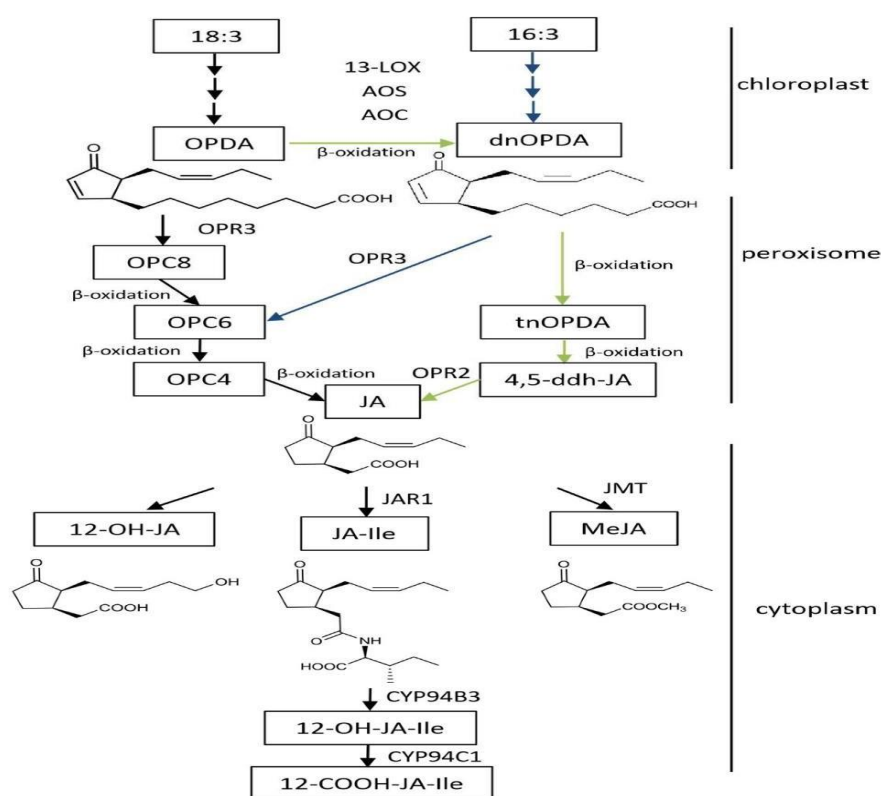 18:3
16:3
13-LOX
AOS
AOC
chloroplast
OPDA
β-oxidation
dnOPDA
O
COOH
O
COOH
OPR3
OPC8
OPR3
β-oxidation
peroxisome
β-oxidation
OPC6
tnOPDA
β-oxidation
β-oxidation
OPC4
β-oxidation
OPR2
4,5-ddh-JA
JA
O
COOH
JAR1
JMT
12-OH-JA
JA-Ile
MeJA
O
OH
COOH
O
O
NH
HOOC
O
COOCH₃
cytoplasm
CYP94B3
12-OH-JA-Ile
CYP94C1
12-COOH-JA-Ile